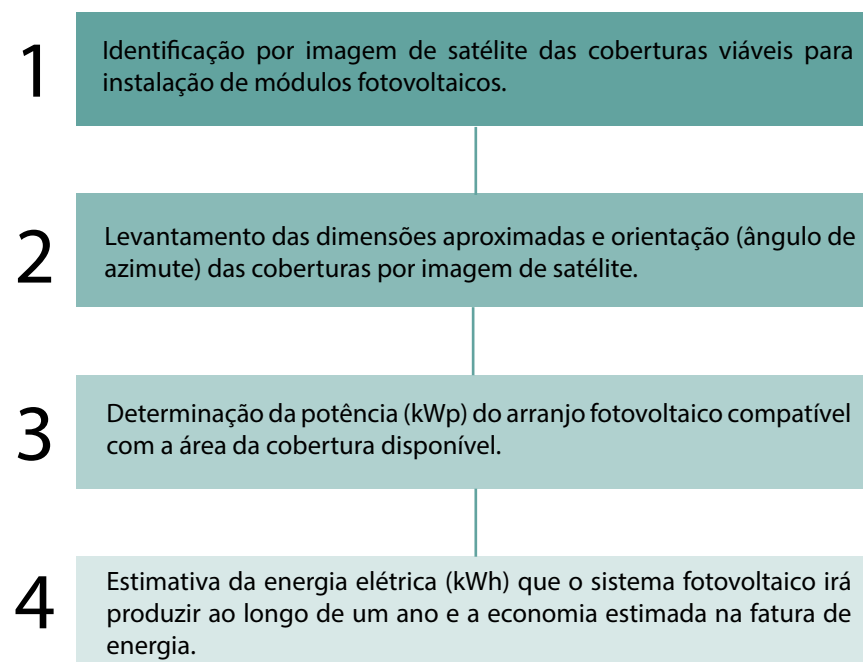 1
Identificação por imagem de satélite das coberturas viáveis para
instalação de módulos fotovoltaicos.
2
Levantamento das dimensões aproximadas e orientação (ângulo de
azimute) das coberturas por imagem de satélite.
3
Determinação da potência (kWp) do arranjo fotovoltaico compatível
com a área da cobertura disponível.
4
Estimativa da energia elétrica (kWh) que o sistema fotovoltaico irá
produzir ao longo de um ano e a economia estimada na fatura de
energia.